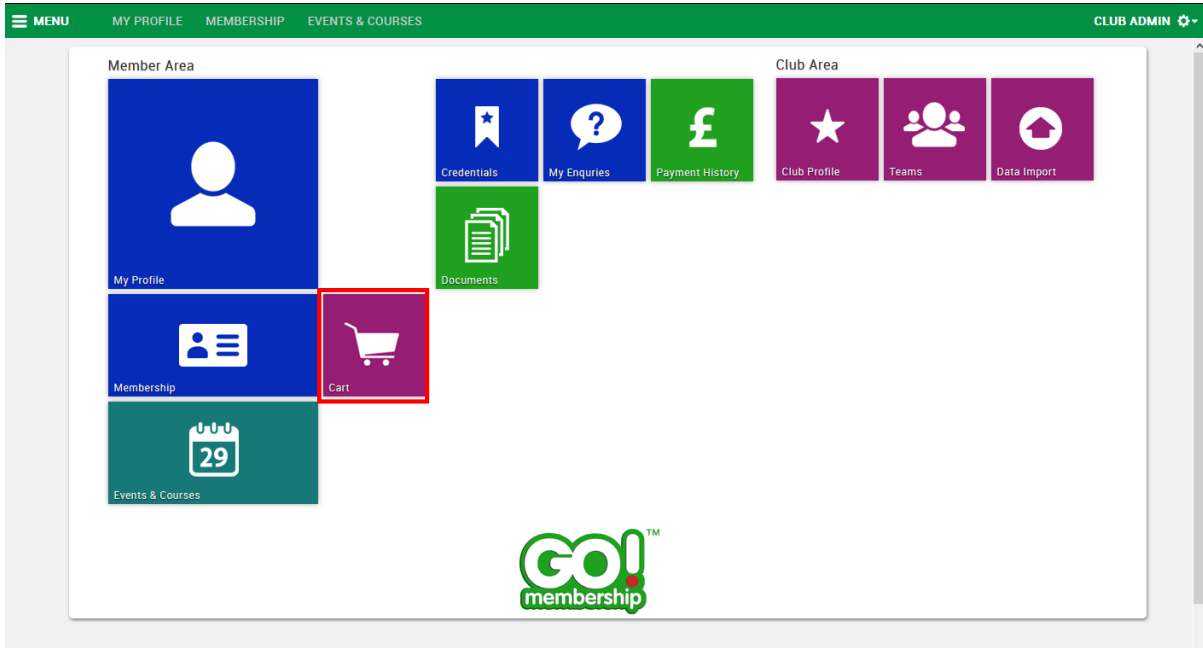 MENU
MY PROFILE
MEMBERSHIP
EVENTS & COURSES
CLUB ADMIN
Member Area
Club Area
?
£
Credentials
My Enquries
Payment History
Club Profile
Teams
Data Import
My Profile
Documents
Membership
Cart
29
Events & Courses
GO! TM
membership